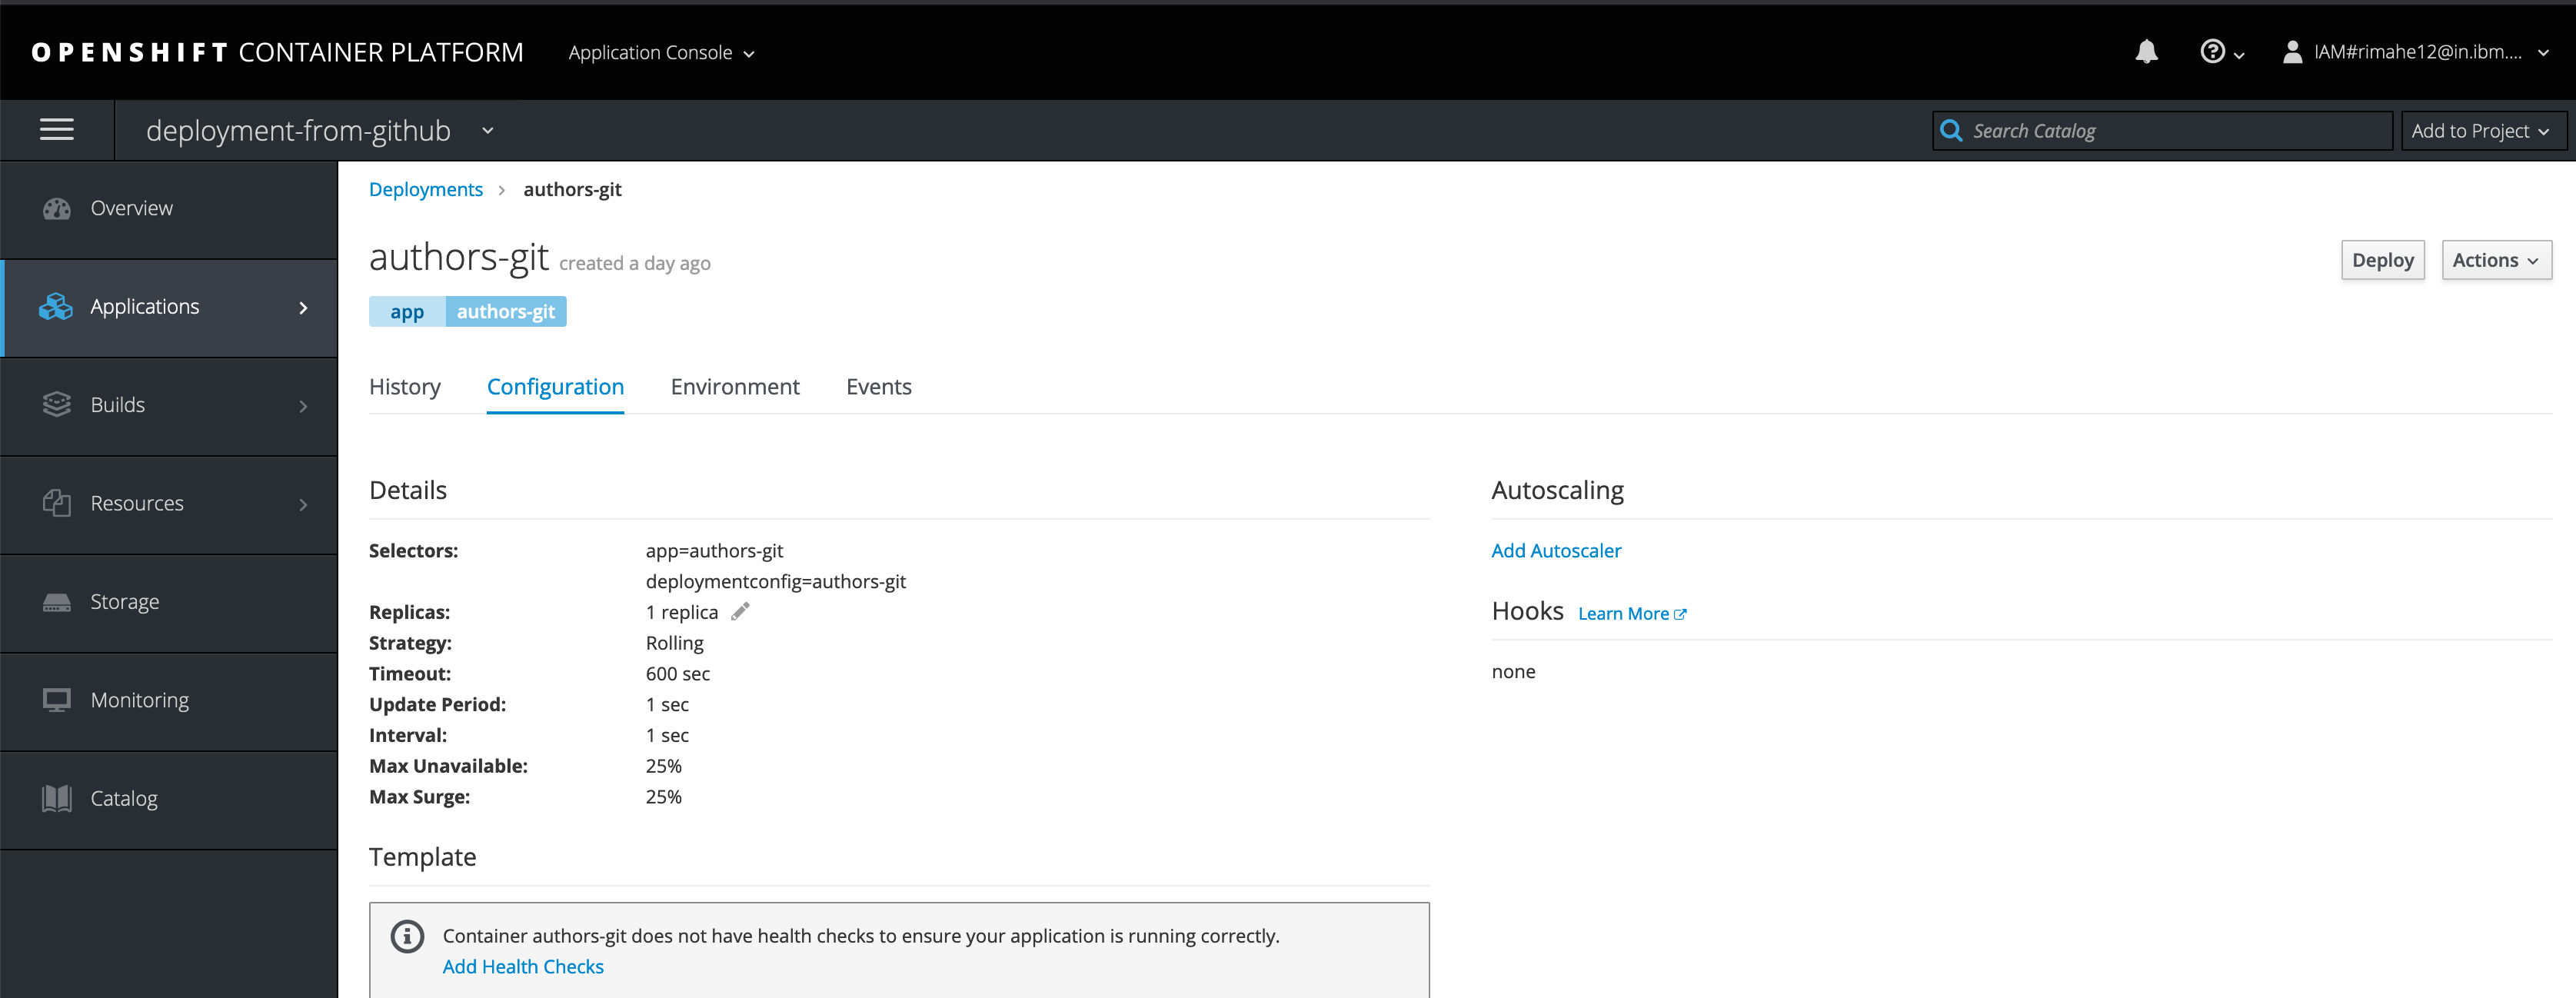 OPENSHIFT CONTAINER PLATFORM
Application Console
IAM#rimahe12@in.ibm....
deployment-from-github
Search Catalog
Add to Project
Overview
Applications
Builds
Resources
Storage
Monitoring
Catalog
Deployments > authors-git
authors-git created a day ago
Deploy
Actions
app authors-git
History
Configuration
Environment
Events
Details
Selectors: app=authors-git
deploymentconfig=authors-git
Replicas: 1 replica
Strategy: Rolling
Timeout: 600 sec
Update Period: 1 sec
Interval: 1 sec
Max Unavailable: 25%
Max Surge: 25%
Autoscaling
Add Autoscaler
Hooks Learn More
none
Template
Container authors-git does not have health checks to ensure your application is running correctly.
Add Health Checks